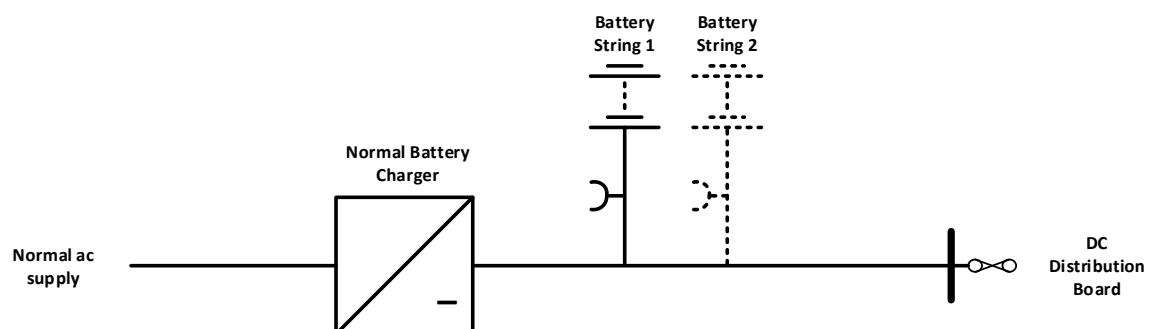 Battery
String 1
Battery
String 2
Normal Battery
Charger
Normal ac
supply
DC
Distribution
Board